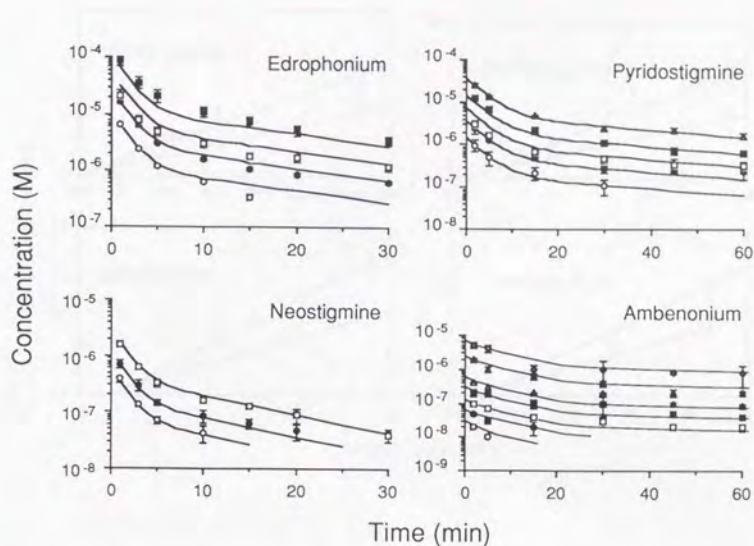 Edrophonium
10⁻⁴
10⁻⁵
10⁻⁶
10⁻⁷
0 10 20 30
Pyridostigmine
10⁻³
10⁻⁴
10⁻⁵
10⁻⁶
10⁻⁷
10⁻⁸
0 20 40 60
Neostigmine
10⁻⁵
10⁻⁶
10⁻⁷
10⁻⁸
0 10 20 30
Ambenonium
10⁻⁵
10⁻⁶
10⁻⁷
10⁻⁸
10⁻⁹
0 20 40 60
Concentration (M)
Time (min)